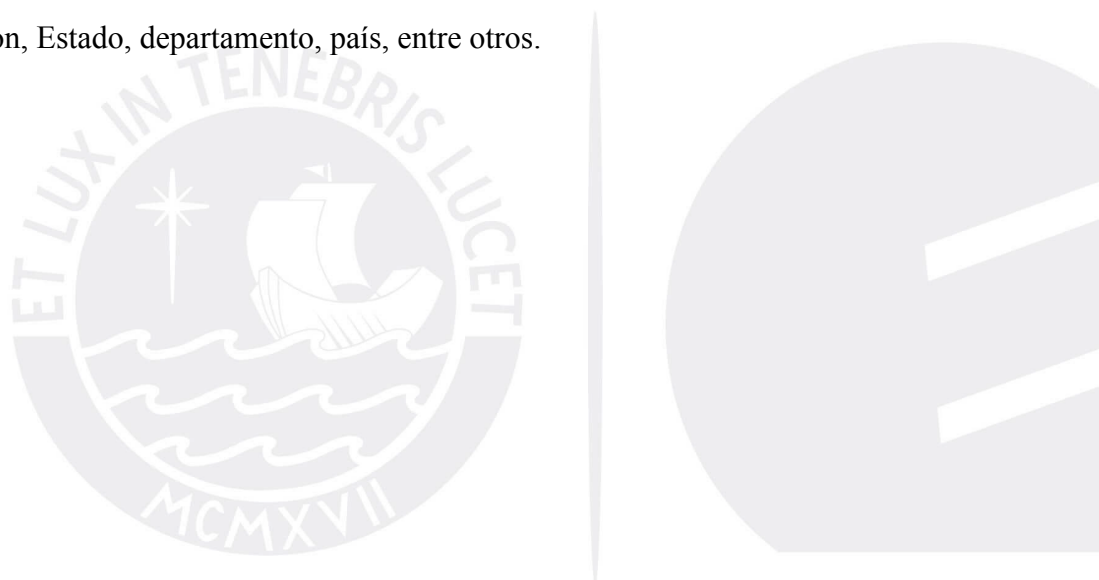 on, Estado, departamento, país, entre otros.
ET LUX IN TENEBRIS LUCET
MCMXVII